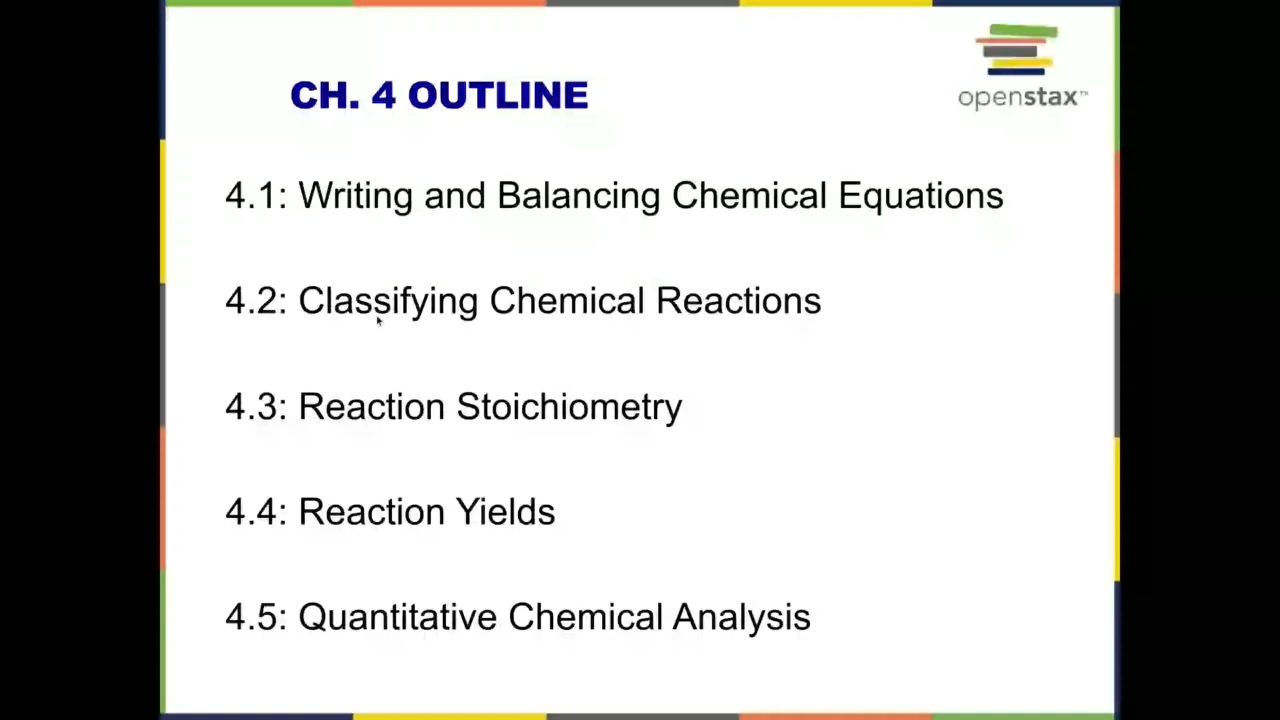 CH. 4 OUTLINE
openstax™
4.1: Writing and Balancing Chemical Equations
4.2: Classifying Chemical Reactions
4.3: Reaction Stoichiometry
4.4: Reaction Yields
4.5: Quantitative Chemical Analysis